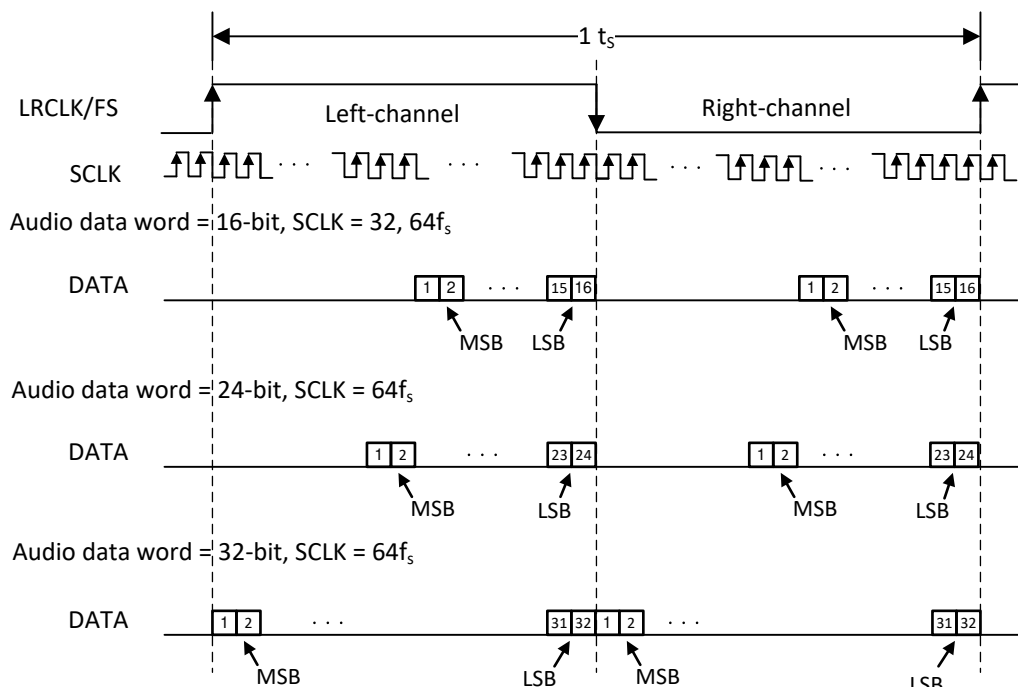 1 tS
LRCLK/FS
Left-channel
Right-channel
SCLK
. . .
. . .
. . .
. . .
Audio data word = 16-bit, SCLK = 32, 64fs
DATA
1 2 . . . 15 16 1 2 . . . 15 16
MSB LSB MSB LSB
Audio data word = 24-bit, SCLK = 64fs
DATA
1 2 . . . 23 24 1 2 . . . 23 24
MSB LSB MSB LSB
Audio data word = 32-bit, SCLK = 64fs
DATA
1 2 . . . 31 32 1 2 . . . 31 32
MSB LSB MSB LSB